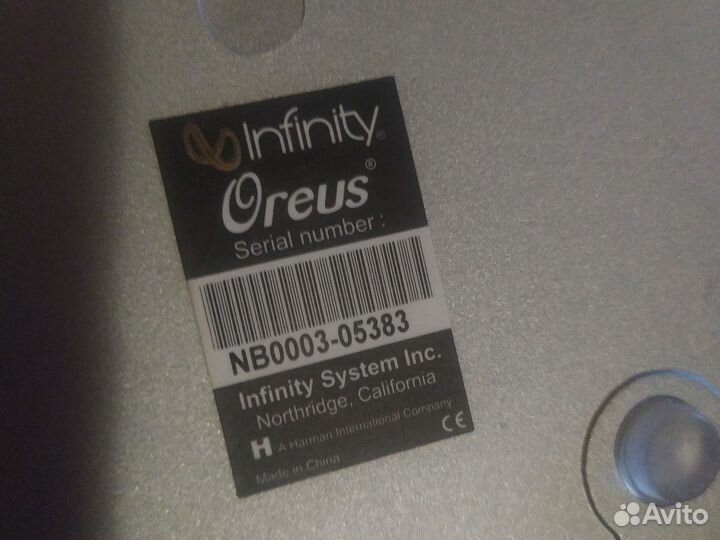 Infinity®
Oreus®
Serial number :
NB0003-05383
Infinity System Inc.
Northridge, California
H A Harman International Company
Made in China CE
Avito